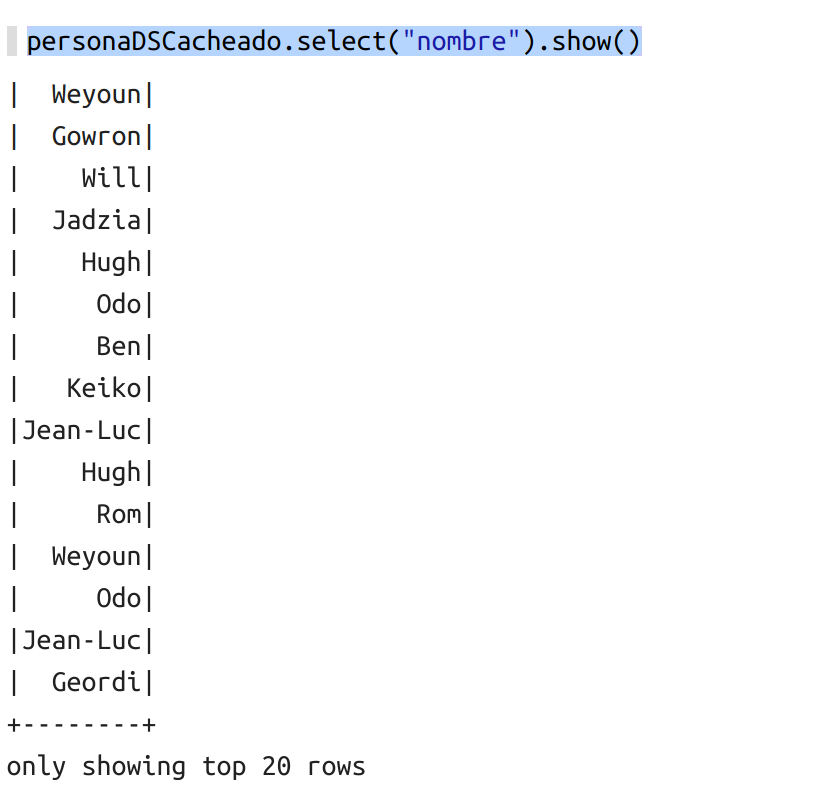 personaDSCacheado.select("nombre").show()
|  Weyoun|
|  Gowron|
|    Will|
|  Jadzia|
|    Hugh|
|     Odo|
|     Ben|
|   Keiko|
|Jean-Luc|
|    Hugh|
|     Rom|
|  Weyoun|
|     Odo|
|Jean-Luc|
|  Geordi|
+--------+
only showing top 20 rows